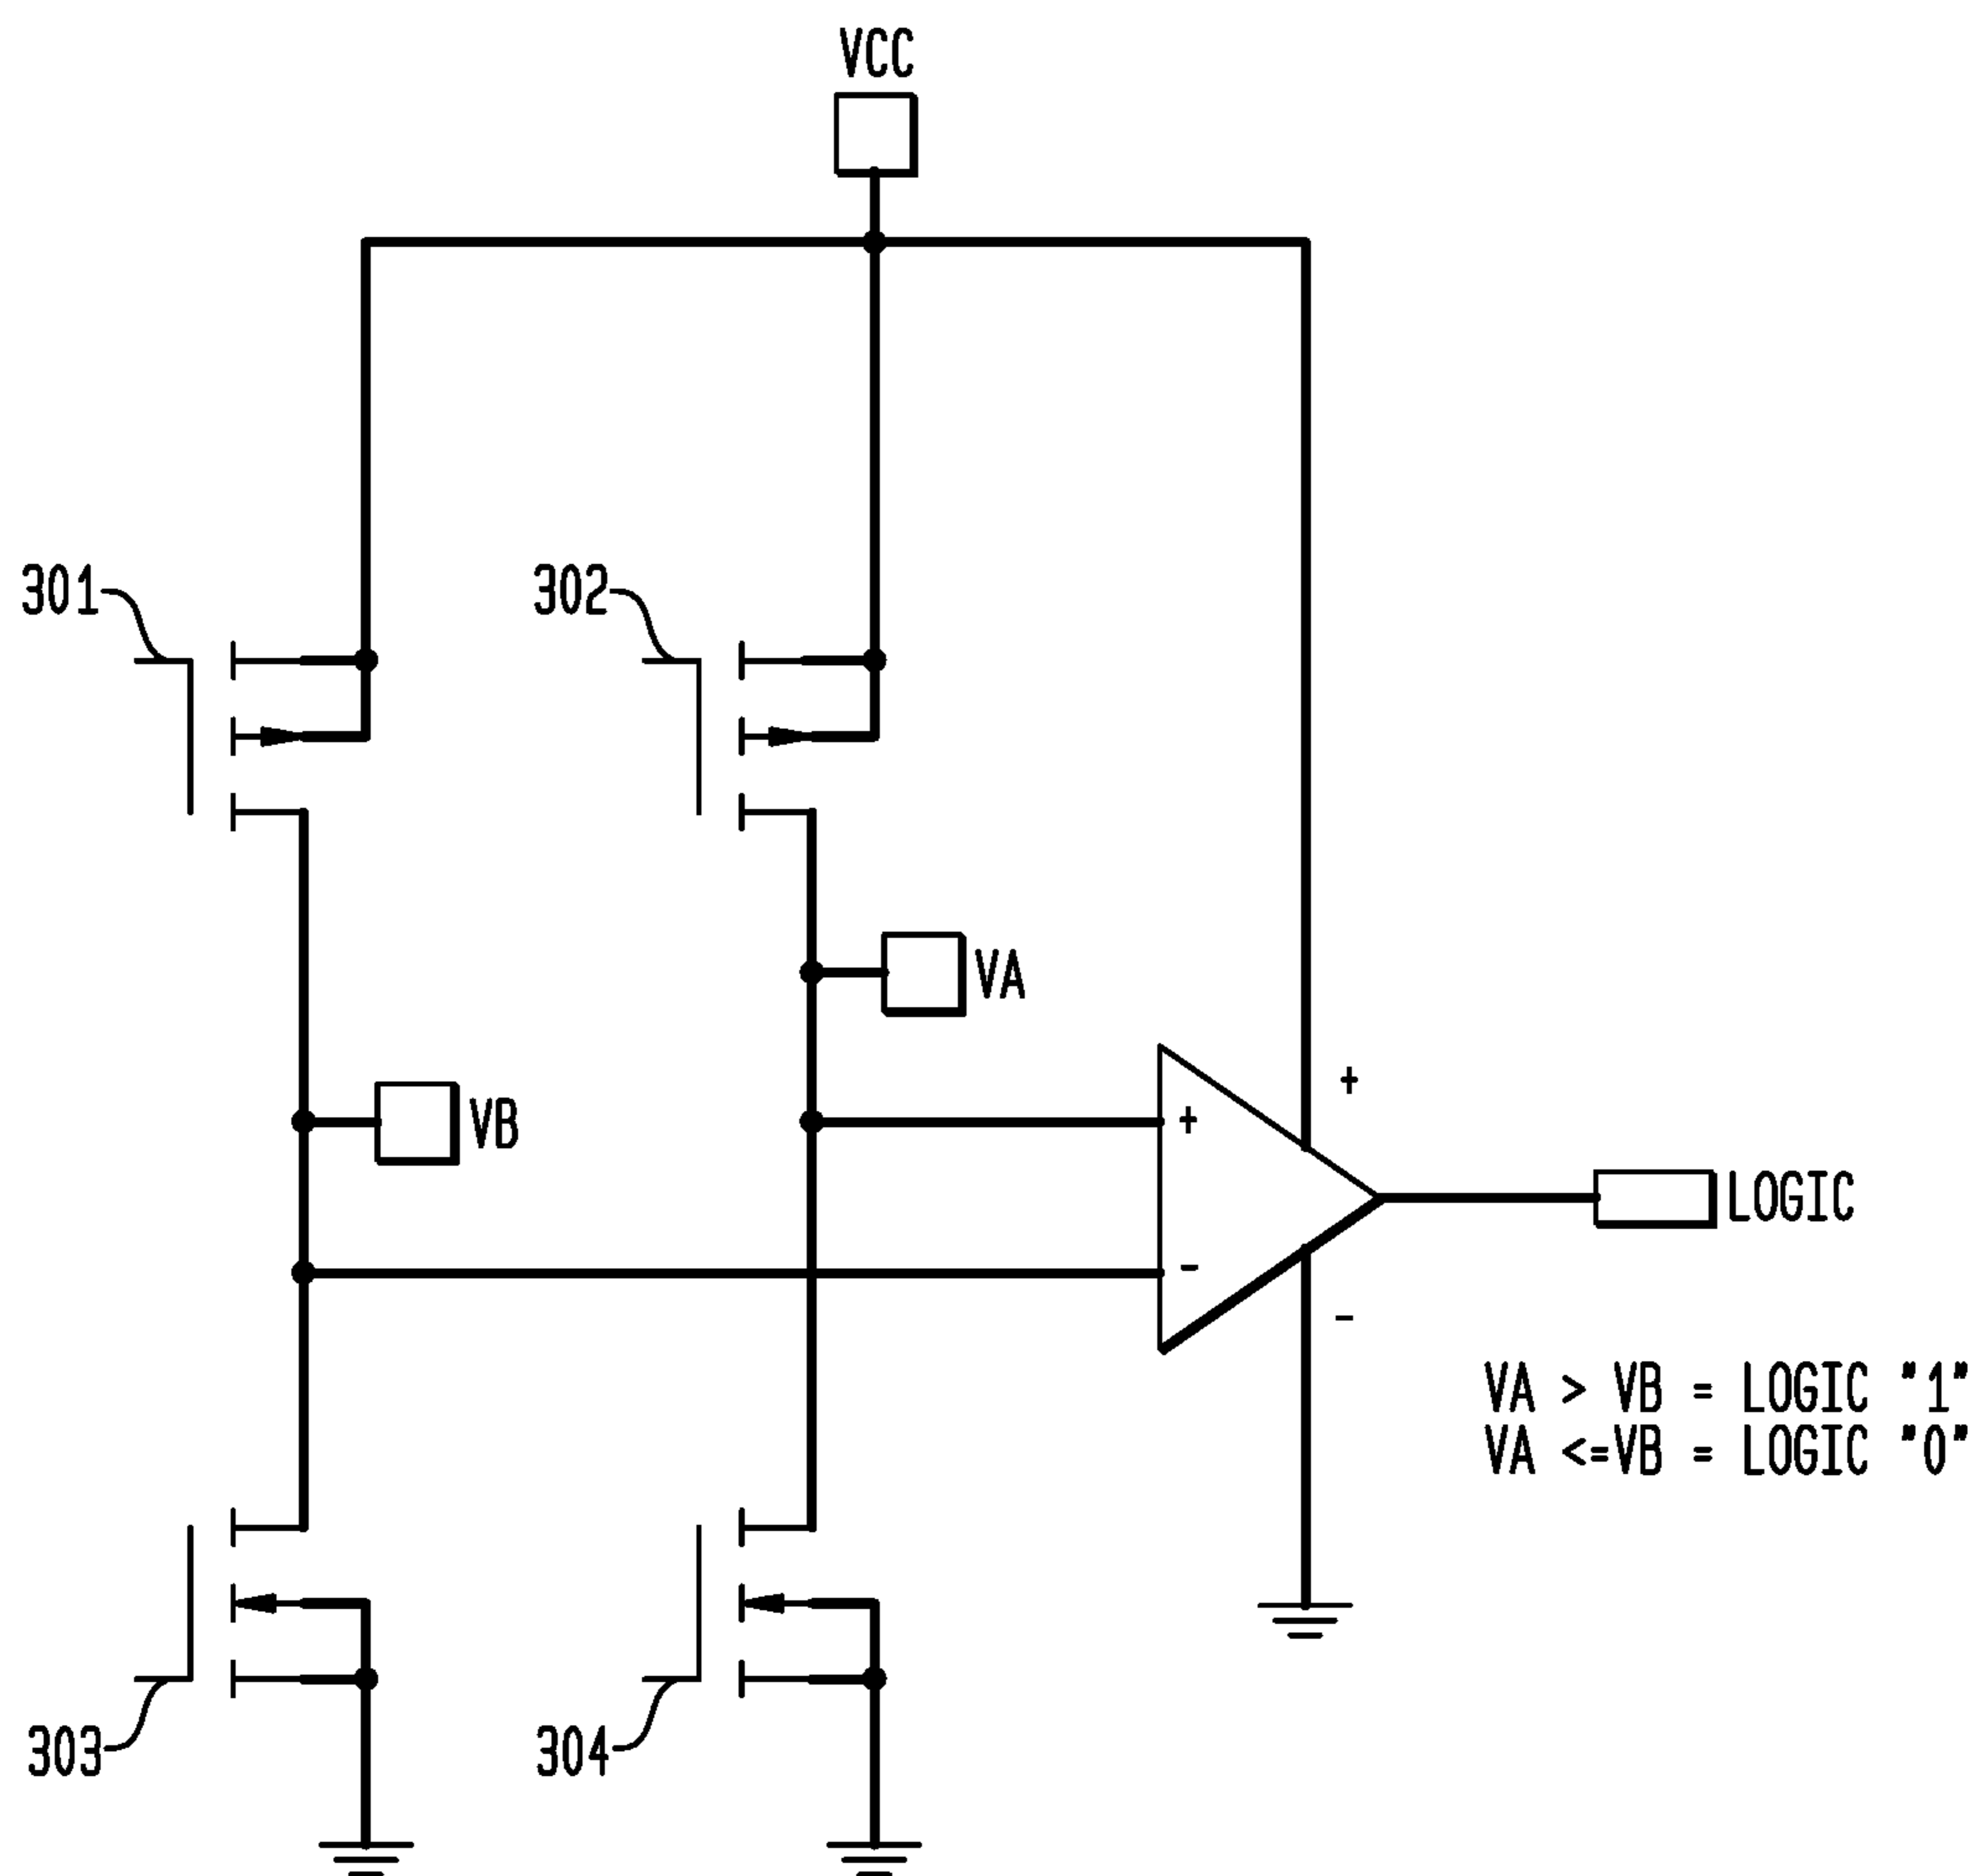 VCC
301
302
VA
+
+
VB
LOGIC
-
-
VA > VB = LOGIC "1"
VA <=VB = LOGIC "0"
303
304